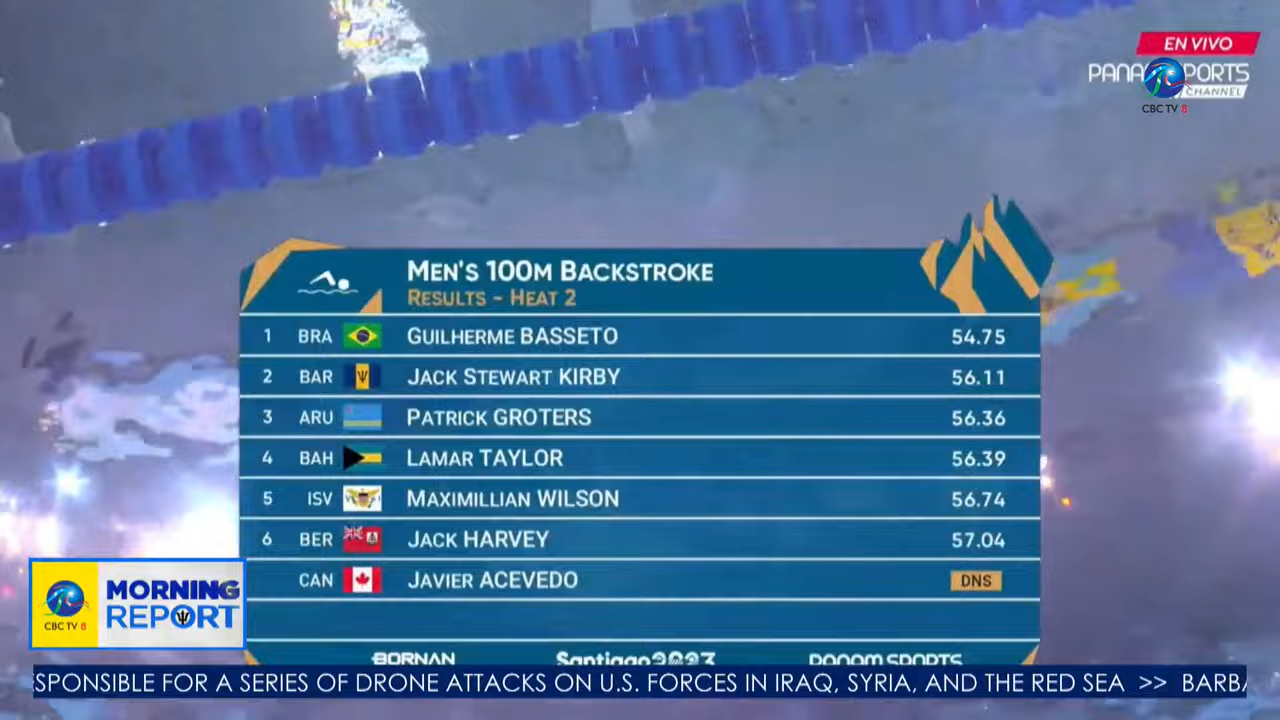 EN VIVO
PANAM SPORTS
CHANNEL
CBC TV 8
MEN'S 100M BACKSTROKE
RESULTS - HEAT 2
1 BRA GUILHERME BASSETO 54.75
2 BAR JACK STEWART KIRBY 56.11
3 ARU PATRICK GROTERS 56.36
4 BAH LAMAR TAYLOR 56.39
5 ISV MAXIMILLIAN WILSON 56.74
6 BER JACK HARVEY 57.04
CAN JAVIER ACEVEDO DNS
MORNING
REPORT
CBC TV 8
BORNAN Santiago2023 PANAM SPORTS
SPONSIBLE FOR A SERIES OF DRONE ATTACKS ON U.S. FORCES IN IRAQ, SYRIA, AND THE RED SEA >> BARBA